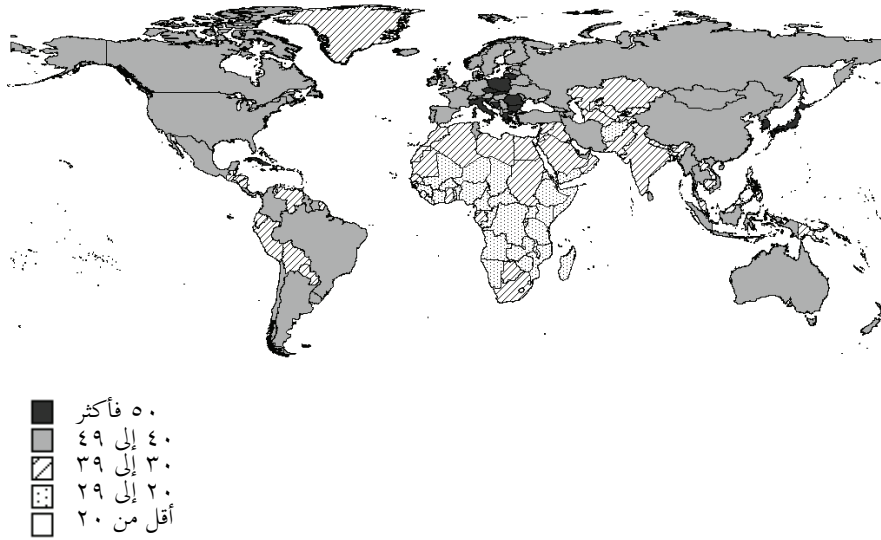 ٥٠ فأكثر
٤٠ إلى ٤٩
٣٠ إلى ٣٩
٢٠ إلى ٢٩
أقل من ٢٠